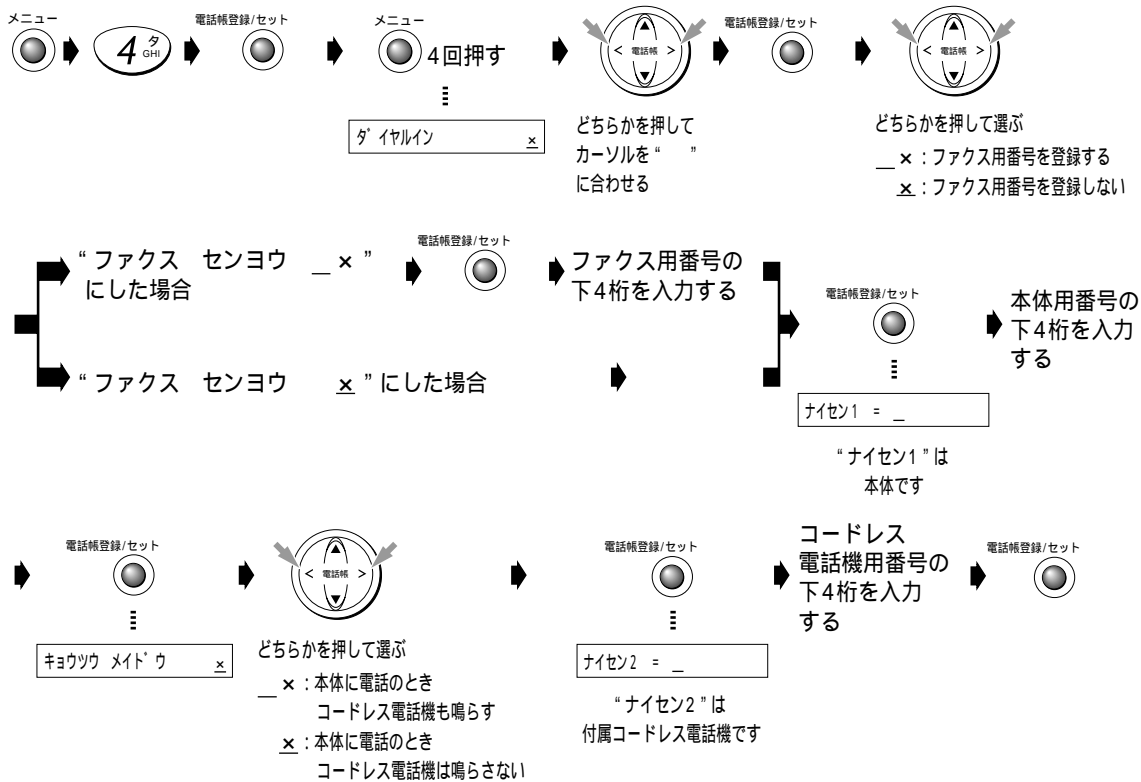 メニュー
4 タ GHI
電話帳登録/セット
メニュー
4回押す
ダイヤルイン ×
< 電話帳 >
どちらかを押して
カーソルを“　”
に合わせる
電話帳登録/セット
< 電話帳 >
どちらかを押して選ぶ
_ ×：ファクス用番号を登録する
×：ファクス用番号を登録しない
“ファクス　センヨウ　_ ×”
にした場合
電話帳登録/セット
ファクス用番号の
下4桁を入力する
“ファクス　センヨウ　×”にした場合
電話帳登録/セット
ナイセン1 = _
“ナイセン1”は
本体です
本体用番号の
下4桁を入力
する
電話帳登録/セット
キョウツウ メイドウ ×
< 電話帳 >
どちらかを押して選ぶ
_ ×：本体に電話のとき
コードレス電話機も鳴らす
×：本体に電話のとき
コードレス電話機は鳴らさない
電話帳登録/セット
ナイセン2 = _
“ナイセン2”は
付属コードレス電話機です
コードレス
電話機用番号の
下4桁を入力
する
電話帳登録/セット